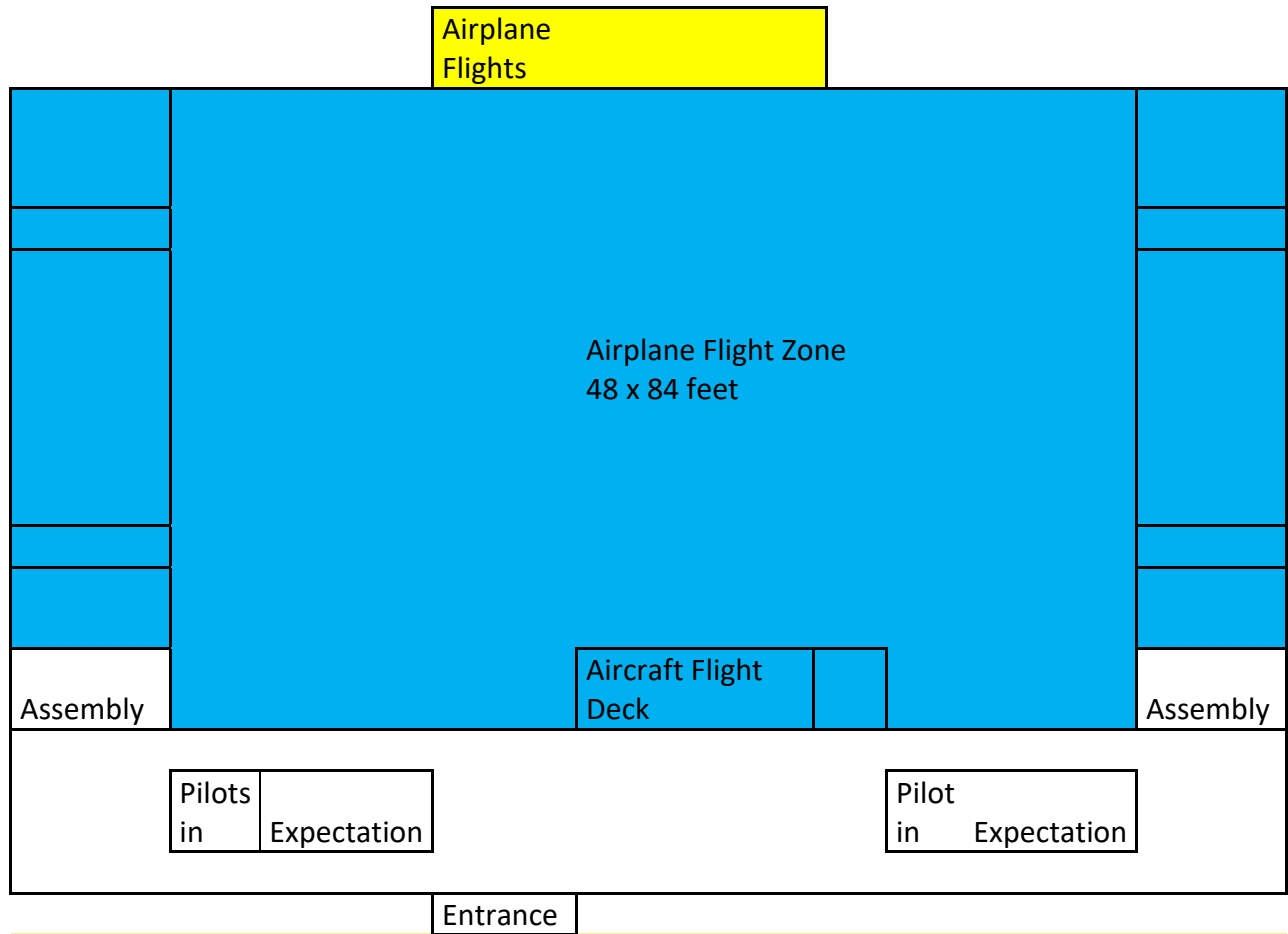 Airplane
Flights
Airplane Flight Zone
48 x 84 feet
Aircraft Flight
Deck
Assembly
Assembly
Pilots
in Expectation
Pilot
in Expectation
Entrance